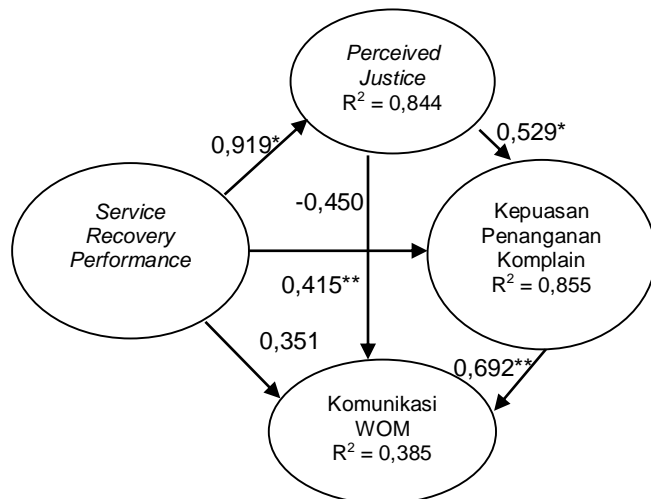 Perceived
Justice
R² = 0,844
0,919*
0,529*
Service
Recovery
Performance
-0,450
Kepuasan
Penanganan
Komplain
R² = 0,855
0,415**
0,351
0,692**
Komunikasi
WOM
R² = 0,385